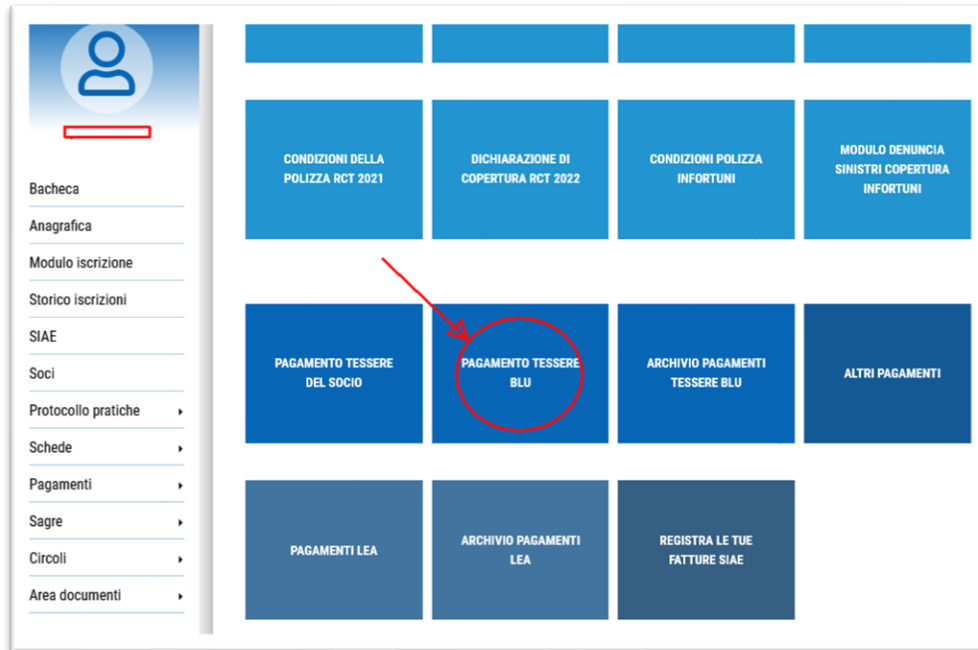 Bacheca
Anagrafica
Modulo iscrizione
Storico iscrizioni
SIAE
Soci
Protocollo pratiche
Schede
Pagamenti
Sagre
Circoli
Area documenti
CONDIZIONI DELLA
POLIZZA RCT 2021
DICHIARAZIONE DI
COPERTURA RCT 2022
CONDIZIONI POLIZZA
INFORTUNI
MODULO DENUNCIA
SINISTRI COPERTURA
INFORTUNI
PAGAMENTO TESSERE
DEL SOCIO
PAGAMENTO TESSERE
BLU
ARCHIVIO PAGAMENTI
TESSERE BLU
ALTRI PAGAMENTI
PAGAMENTI LEA
ARCHIVIO PAGAMENTI
LEA
REGISTRA LE TUE
FATTURE SIAE